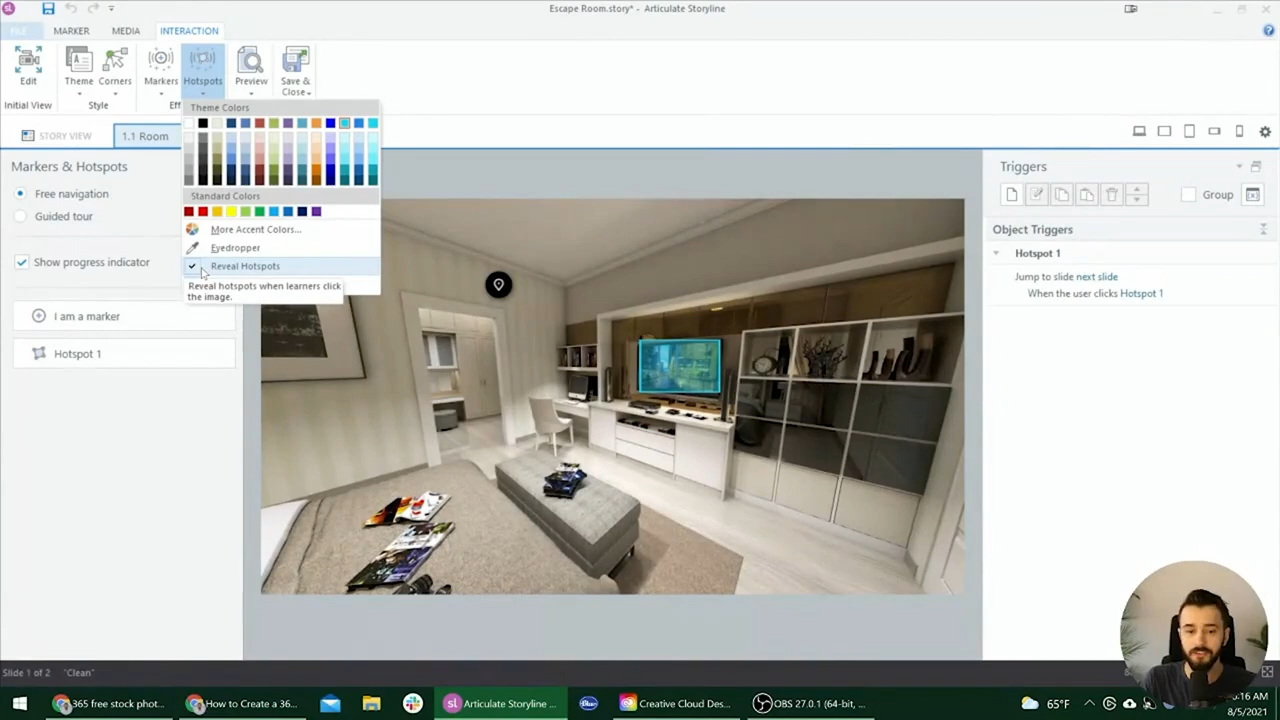 sl
Escape Room.story* - Articulate Storyline
FILE
MARKER
MEDIA
INTERACTION
Edit
Theme
Corners
Markers
Hotspots
Preview
Save &
Close
Initial View
Style
Theme Colors
STORY VIEW
1.1 Room
Markers & Hotspots
Free navigation
Guided tour
Show progress indicator
I am a marker
Hotspot 1
Standard Colors
More Accent Colors...
Eyedropper
Reveal Hotspots
Reveal hotspots when learners click
the image.
Triggers
Group
Object Triggers
Hotspot 1
Jump to slide next slide
When the user clicks Hotspot 1
Slide 1 of 2
"Clean"
365 free stock phot...
How to Create a 36...
sl
Articulate Storyline ...
Blue
Creative Cloud Des...
OBS 27.0.1 (64-bit, ...
65°F
8/5/2021